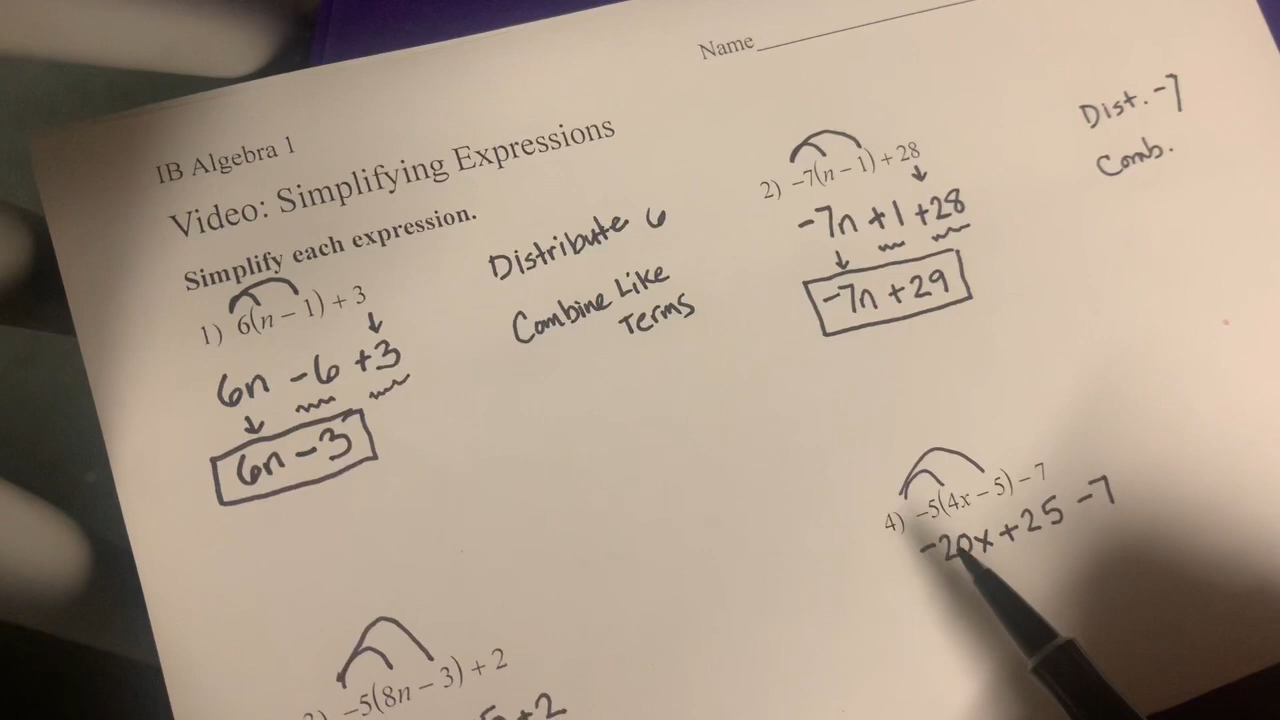 Name
IB Algebra 1
Video: Simplifying Expressions
Simplify each expression.
1) 6(n − 1) + 3
6n −6 +3
6n −3
Distribute 6
Combine Like
Terms
2) −7(n − 1) + 28
−7n +1 +28
−7n +29
Dist. −7
Comb.
−5(8n − 3) + 2
+2
4) −5(4x − 5) − 7
−20x +25 −7